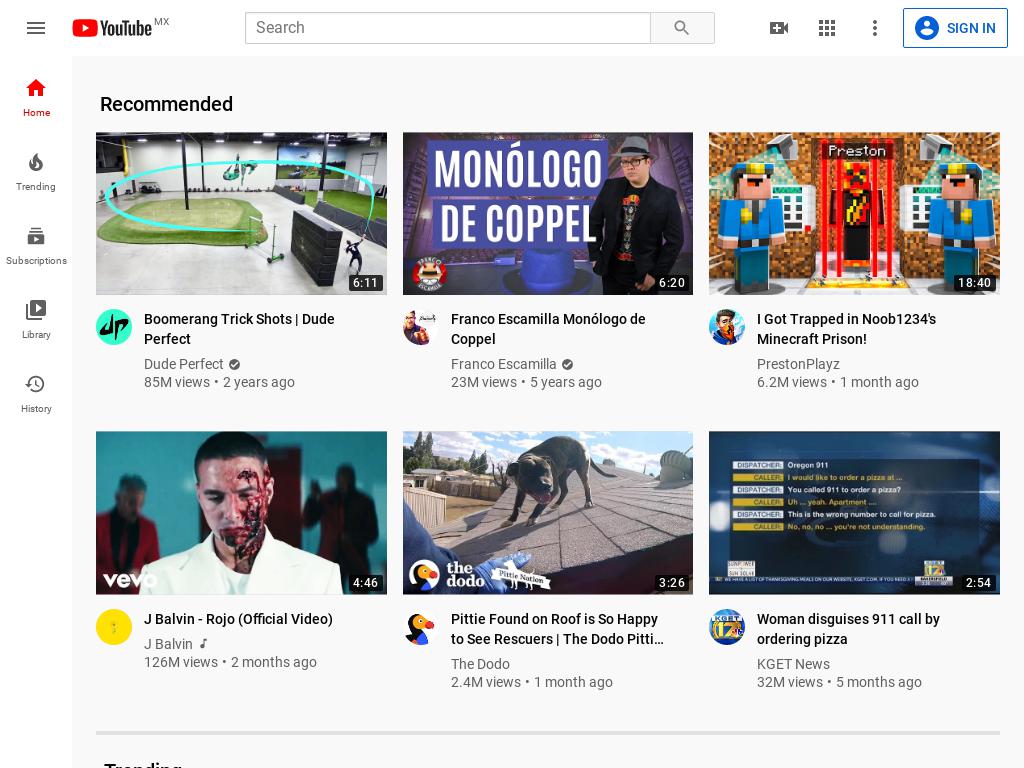 YouTube MX
Search
SIGN IN
Home
Trending
Subscriptions
Library
History
Recommended
6:11
MONÓLOGO
DE COPPEL
FRANCO
ESCAMILLA
6:20
Preston
18:40
Boomerang Trick Shots | Dude
Perfect
Dude Perfect
85M views • 2 years ago
Franco Escamilla Monólogo de
Coppel
Franco Escamilla
23M views • 5 years ago
I Got Trapped in Noob1234's
Minecraft Prison!
PrestonPlayz
6.2M views • 1 month ago
vevo
4:46
the
dodo
Pittie Nation
3:26
DISPATCHER: Oregon 911
CALLER: I would like to order a pizza at ...
DISPATCHER: You called 911 to order a pizza?
CALLER: Uh ... yeah. Apartment ....
DISPATCHER: This is the wrong number to call for pizza.
CALLER: No, no, no ... you're not understanding.
KGET
17
2:54
J Balvin - Rojo (Official Video)
J Balvin
126M views • 2 months ago
Pittie Found on Roof is So Happy
to See Rescuers | The Dodo Pitti...
The Dodo
2.4M views • 1 month ago
KGET
17
Woman disguises 911 call by
ordering pizza
KGET News
32M views • 5 months ago
Trending